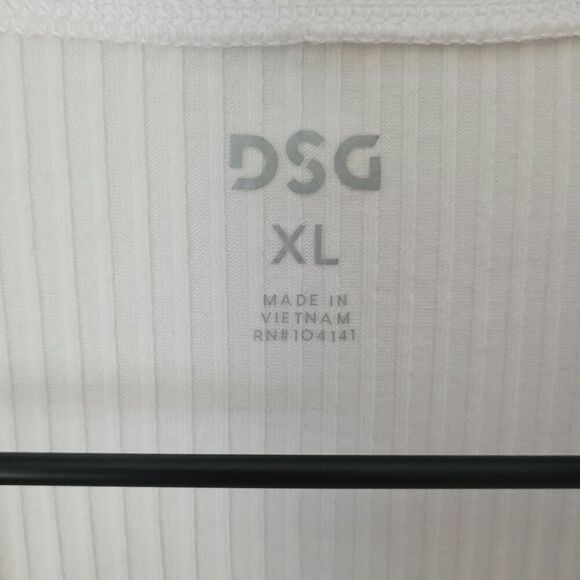 DSG
XL
MADE IN
VIETNAM
RN#104141